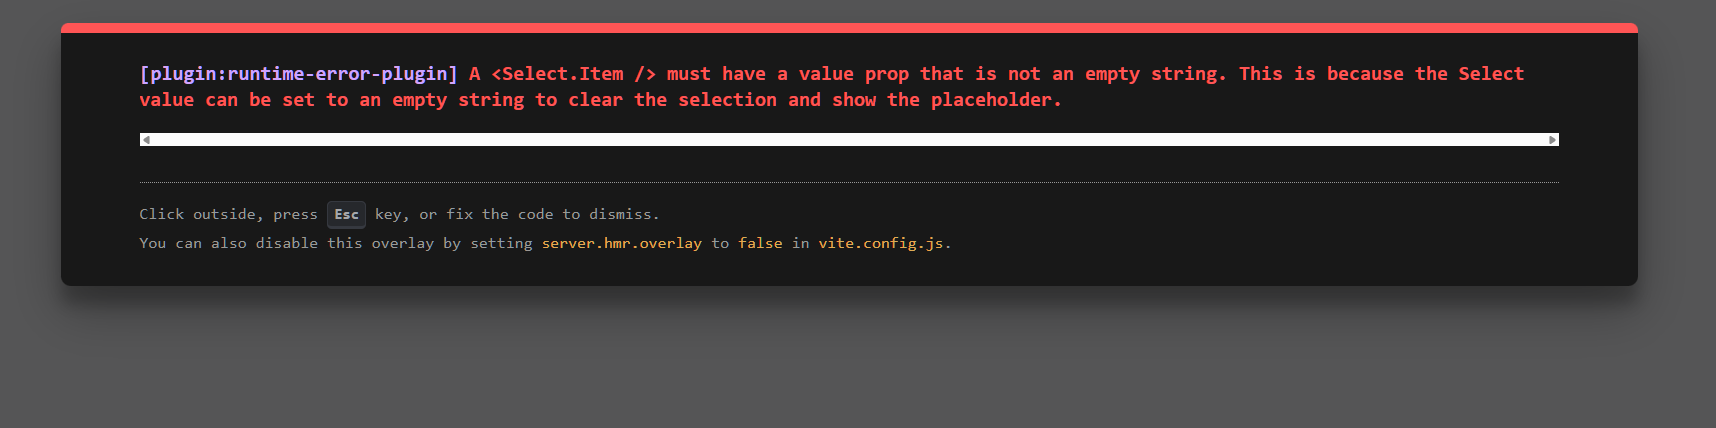 [plugin:runtime-error-plugin] A <Select.Item /> must have a value prop that is not an empty string. This is because the Select
value can be set to an empty string to clear the selection and show the placeholder.
Click outside, press Esc key, or fix the code to dismiss.
You can also disable this overlay by setting server.hmr.overlay to false in vite.config.js.